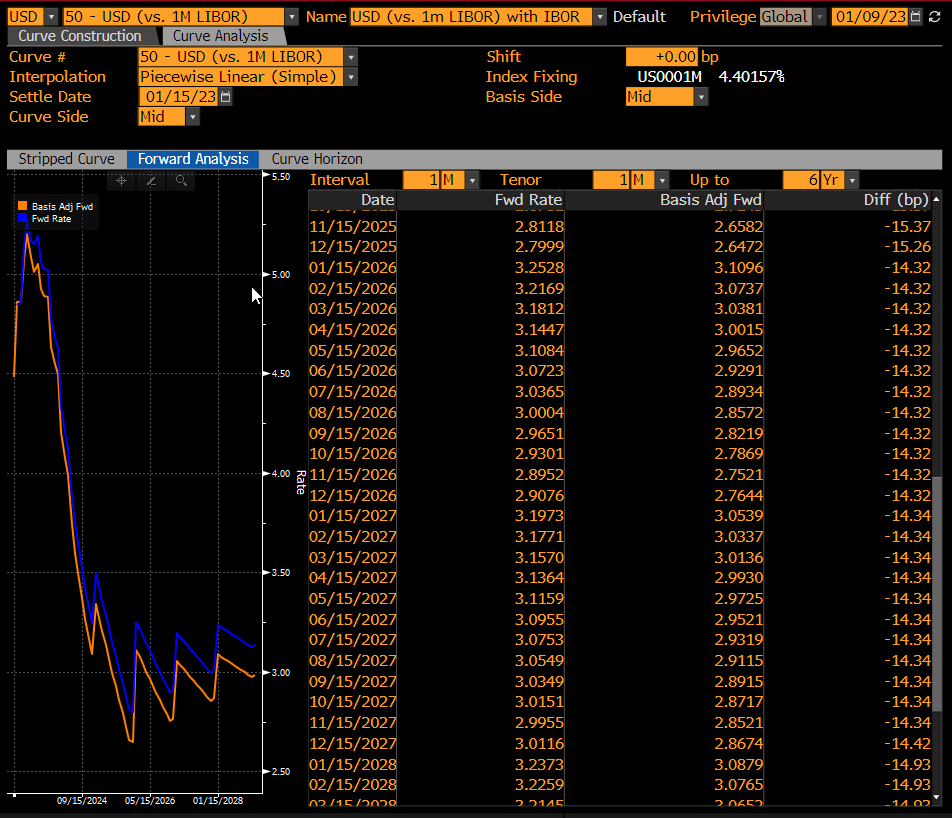 USD 50 - USD (vs. 1M LIBOR) Name USD (vs. 1m LIBOR) with IBOR Default Privilege Global 01/09/23
Curve Construction Curve Analysis
Curve # 50 - USD (vs. 1M LIBOR) Shift +0.00 bp
Interpolation Piecewise Linear (Simple) Index Fixing US0001M 4.40157%
Settle Date 01/15/23 Basis Side Mid
Curve Side Mid
Stripped Curve Forward Analysis Curve Horizon
Interval 1 M Tenor 1 M Up to 6 Yr
Basis Adj Fwd
Fwd Rate
5.50
5.00
4.50
4.00
3.50
3.00
2.50
Rate
09/15/2024 05/15/2026 01/15/2028
Date Fwd Rate Basis Adj Fwd Diff (bp)
11/15/2025 2.8118 2.6582 -15.37
12/15/2025 2.7999 2.6472 -15.26
01/15/2026 3.2528 3.1096 -14.32
02/15/2026 3.2169 3.0737 -14.32
03/15/2026 3.1812 3.0381 -14.32
04/15/2026 3.1447 3.0015 -14.32
05/15/2026 3.1084 2.9652 -14.32
06/15/2026 3.0723 2.9291 -14.32
07/15/2026 3.0365 2.8934 -14.32
08/15/2026 3.0004 2.8572 -14.32
09/15/2026 2.9651 2.8219 -14.32
10/15/2026 2.9301 2.7869 -14.32
11/15/2026 2.8952 2.7521 -14.32
12/15/2026 2.9076 2.7644 -14.32
01/15/2027 3.1973 3.0539 -14.34
02/15/2027 3.1771 3.0337 -14.34
03/15/2027 3.1570 3.0136 -14.34
04/15/2027 3.1364 2.9930 -14.34
05/15/2027 3.1159 2.9725 -14.34
06/15/2027 3.0955 2.9521 -14.34
07/15/2027 3.0753 2.9319 -14.34
08/15/2027 3.0549 2.9115 -14.34
09/15/2027 3.0349 2.8915 -14.34
10/15/2027 3.0151 2.8717 -14.34
11/15/2027 2.9955 2.8521 -14.34
12/15/2027 3.0116 2.8674 -14.42
01/15/2028 3.2373 3.0879 -14.93
02/15/2028 3.2259 3.0765 -14.93
03/15/2028 3.2145 3.0652 -14.93